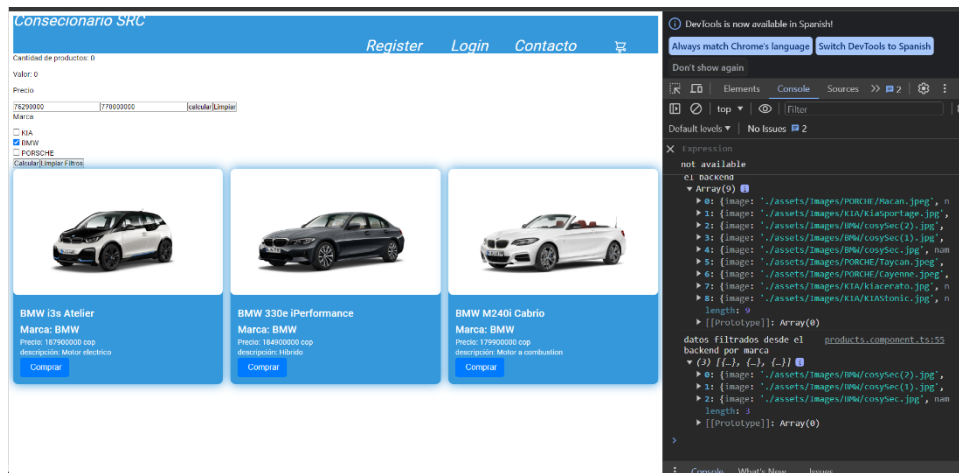 Consecionario SRC
Register Login Contacto
Cantidad de productos: 0
Valor: 0
Precio
76290000 770000000 calcular Limpiar
Marca
KIA
BMW
PORSCHE
Calcular Limpiar Filtros
BMW i3s Atelier
Marca: BMW
Precio: 187900000 cop
descripción: Motor electrico
Comprar
BMW 330e iPerformance
Marca: BMW
Precio: 184900000 cop
descripción: Hibrido
Comprar
BMW M240i Cabrio
Marca: BMW
Precio: 179900000 cop
descripción: Motor a combustion
Comprar
DevTools is now available in Spanish!
Always match Chrome's language Switch DevTools to Spanish
Don't show again
Elements Console Sources 2
top Filter
Default levels No Issues 2
Expression
not available
el backend
Array(9)
0: {image: './assets/Images/PORCHE/Macan.jpeg', n
1: {image: './assets/Images/KIA/KiaSportage.jpg',
2: {image: './assets/Images/BMW/cosySec(2).jpg',
3: {image: './assets/Images/BMW/cosySec(1).jpg',
4: {image: './assets/Images/BMW/cosySec.jpg', nam
5: {image: './assets/Images/PORCHE/Taycan.jpeg',
6: {image: './assets/Images/PORCHE/Cayenne.jpeg',
7: {image: './assets/Images/KIA/kiacerato.jpg', n
8: {image: './assets/Images/KIA/KIAStonic.jpg', n
length: 9
[[Prototype]]: Array(0)
datos filtrados desde el products.component.ts:55
backend por marca
(3) [{…}, {…}, {…}]
0: {image: './assets/Images/BMW/cosySec(2).jpg',
1: {image: './assets/Images/BMW/cosySec(1).jpg',
2: {image: './assets/Images/BMW/cosySec.jpg', nam
length: 3
[[Prototype]]: Array(0)
Console What's New Issues